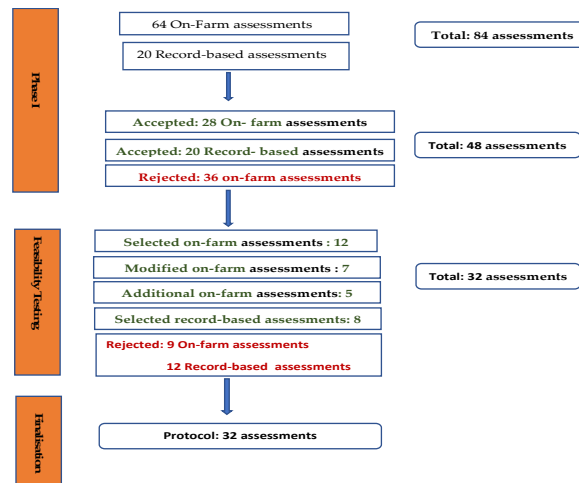 64 On-Farm assessments
Total: 84 assessments
20 Record-based assessments
Phase I
Accepted: 28 On- farm assessments
Accepted: 20 Record- based assessments
Total: 48 assessments
Rejected: 36 on-farm assessments
Selected on-farm assessments : 12
Modified on-farm assessments : 7
Total: 32 assessments
Additional on-farm assessments: 5
Selected record-based assessments: 8
Feasibility Testing
Rejected: 9 On-farm assessments
12 Record-based assessments
Protocol: 32 assessments
Finalisation